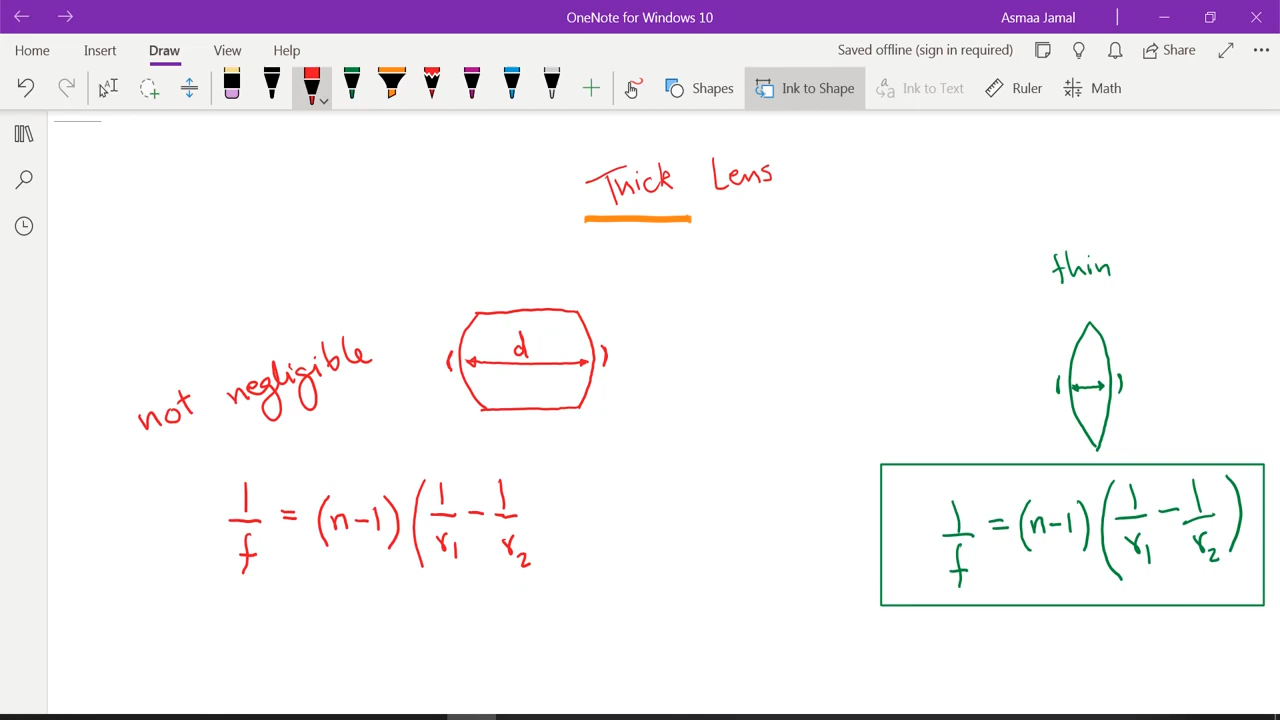 OneNote for Windows 10
Asmaa Jamal
Home Insert Draw View Help
Saved offline (sign in required)
Share
Shapes
Ink to Shape
Ink to Text
Ruler
Math
Thick Lens
thin
not negligible
d
1/f = (n-1) (1/r₁ - 1/r₂
1/f = (n-1) (1/r₁ - 1/r₂)